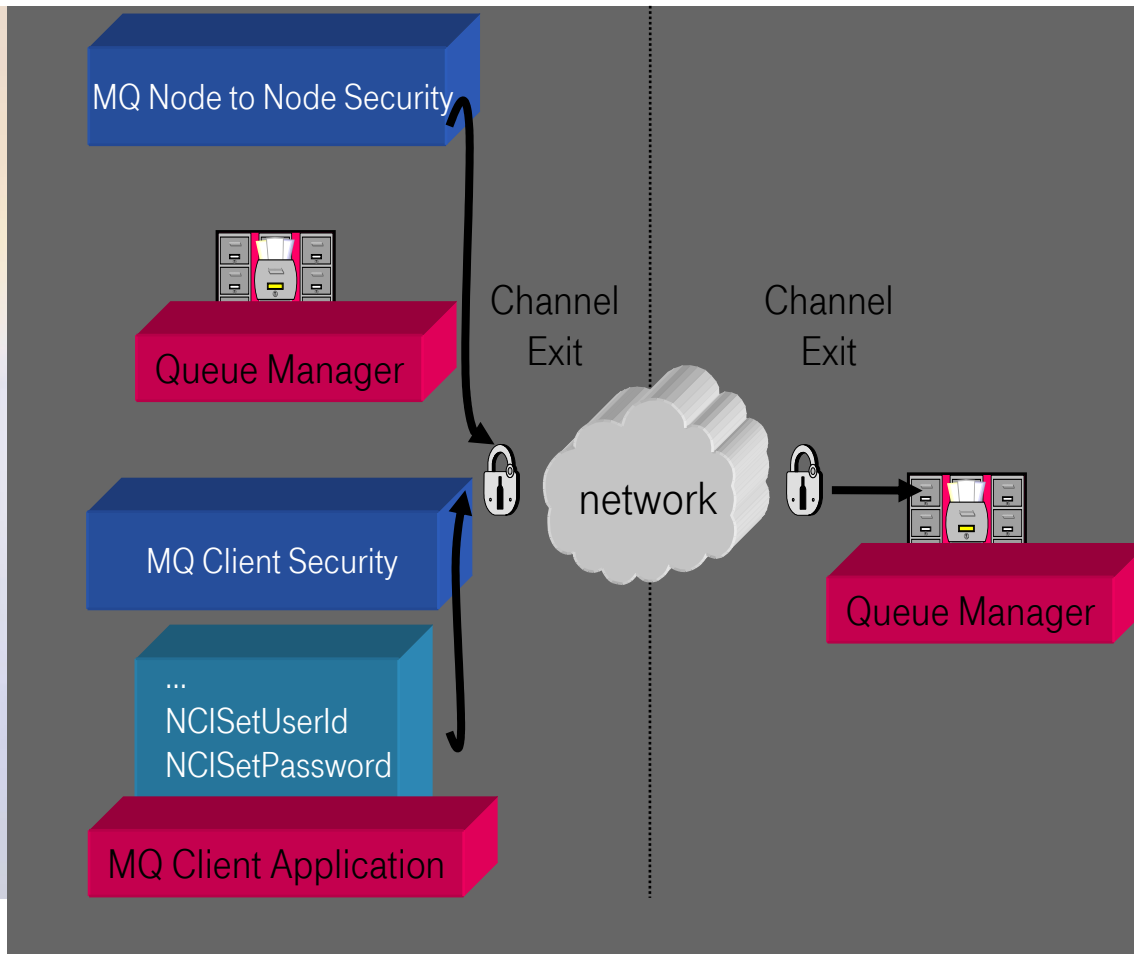 MQ Node to Node Security
Queue Manager
Channel
Exit
Channel
Exit
network
MQ Client Security
Queue Manager
...
NCISetUserId
NCISetPassword
MQ Client Application